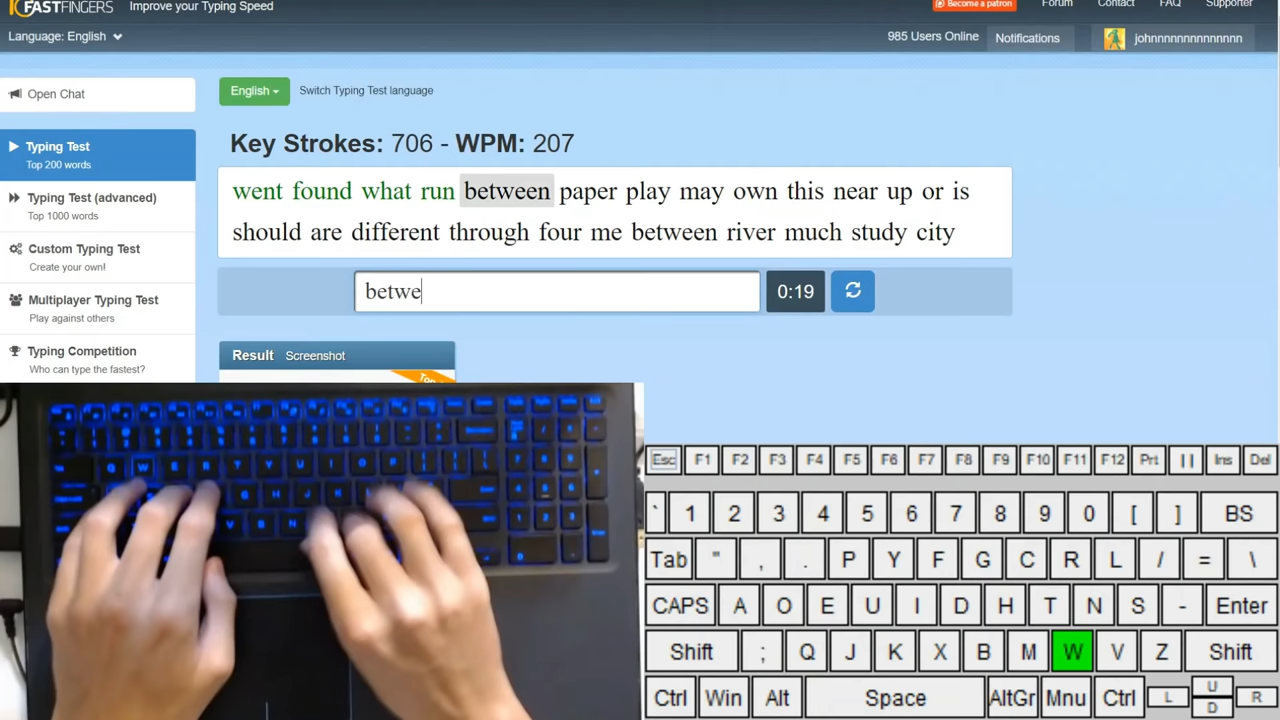 10FASTFINGERS Improve your Typing Speed Become a patron Forum Contact FAQ Supporter
Language: English 985 Users Online Notifications johnnnnnnnnnnnnnn
Open Chat
English Switch Typing Test language
Typing Test
Top 200 words
Typing Test (advanced)
Top 1000 words
Custom Typing Test
Create your own!
Multiplayer Typing Test
Play against others
Typing Competition
Who can type the fastest?
Key Strokes: 706 - WPM: 207
went found what run between paper play may own this near up or is
should are different through four me between river much study city
betwe 0:19
Result Screenshot
Q W E R T Y U I O
G H J K L
V B N
Esc F1 F2 F3 F4 F5 F6 F7 F8 F9 F10 F11 F12 Prt || Ins Del
` 1 2 3 4 5 6 7 8 9 0 [ ] BS
Tab " , . P Y F G C R L / = \
CAPS A O E U I D H T N S - Enter
Shift ; Q J K X B M W V Z Shift
Ctrl Win Alt Space AltGr Mnu Ctrl L U D R